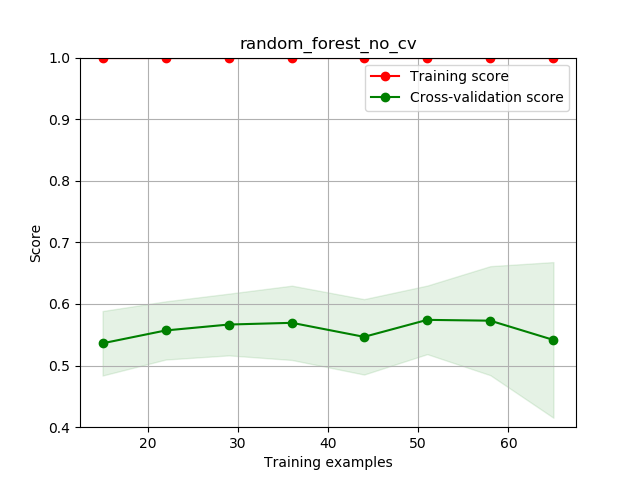 random_forest_no_cv
1.0
0.9
0.8
0.7
0.6
0.5
0.4
Score
Training score
Cross-validation score
20
30
40
50
60
Training examples